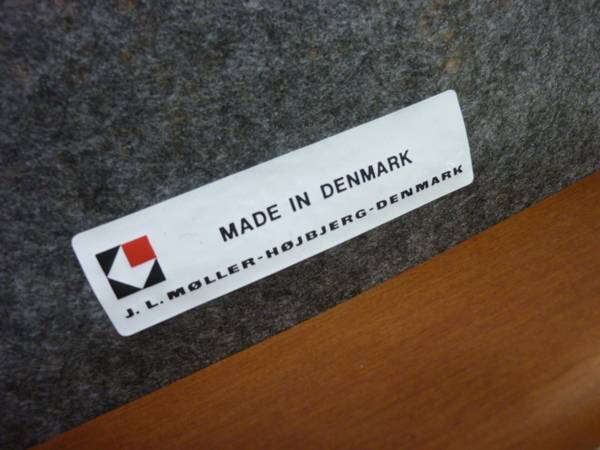 MADE IN DENMARK
J. L. MØLLER-HØJBJERG-DENMARK